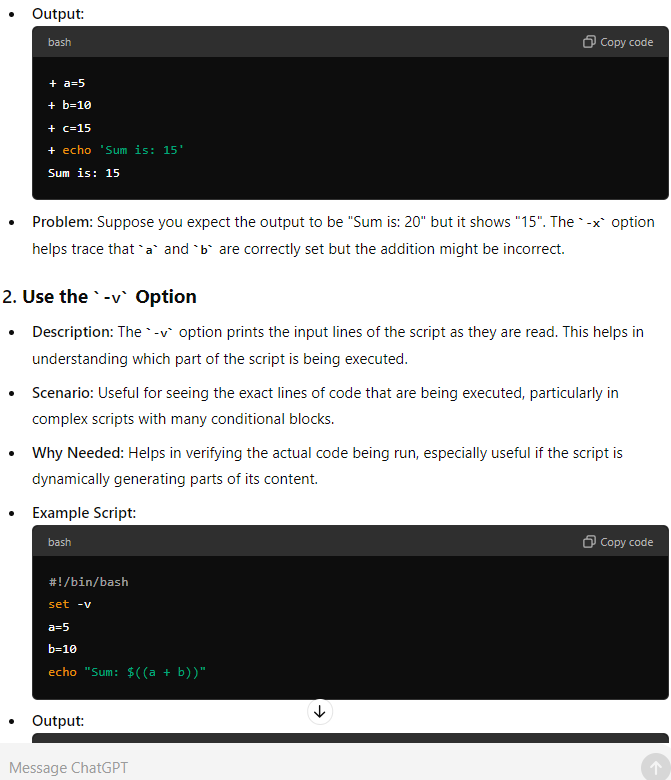 • Output:
bash Copy code
+ a=5
+ b=10
+ c=15
+ echo 'Sum is: 15'
Sum is: 15
• Problem: Suppose you expect the output to be "Sum is: 20" but it shows "15". The `-x` option
helps trace that `a` and `b` are correctly set but the addition might be incorrect.
2. Use the `-v` Option
• Description: The `-v` option prints the input lines of the script as they are read. This helps in
understanding which part of the script is being executed.
• Scenario: Useful for seeing the exact lines of code that are being executed, particularly in
complex scripts with many conditional blocks.
• Why Needed: Helps in verifying the actual code being run, especially useful if the script is
dynamically generating parts of its content.
• Example Script:
bash Copy code
#!/bin/bash
set -v
a=5
b=10
echo "Sum: $((a + b))"
• Output:
Message ChatGPT